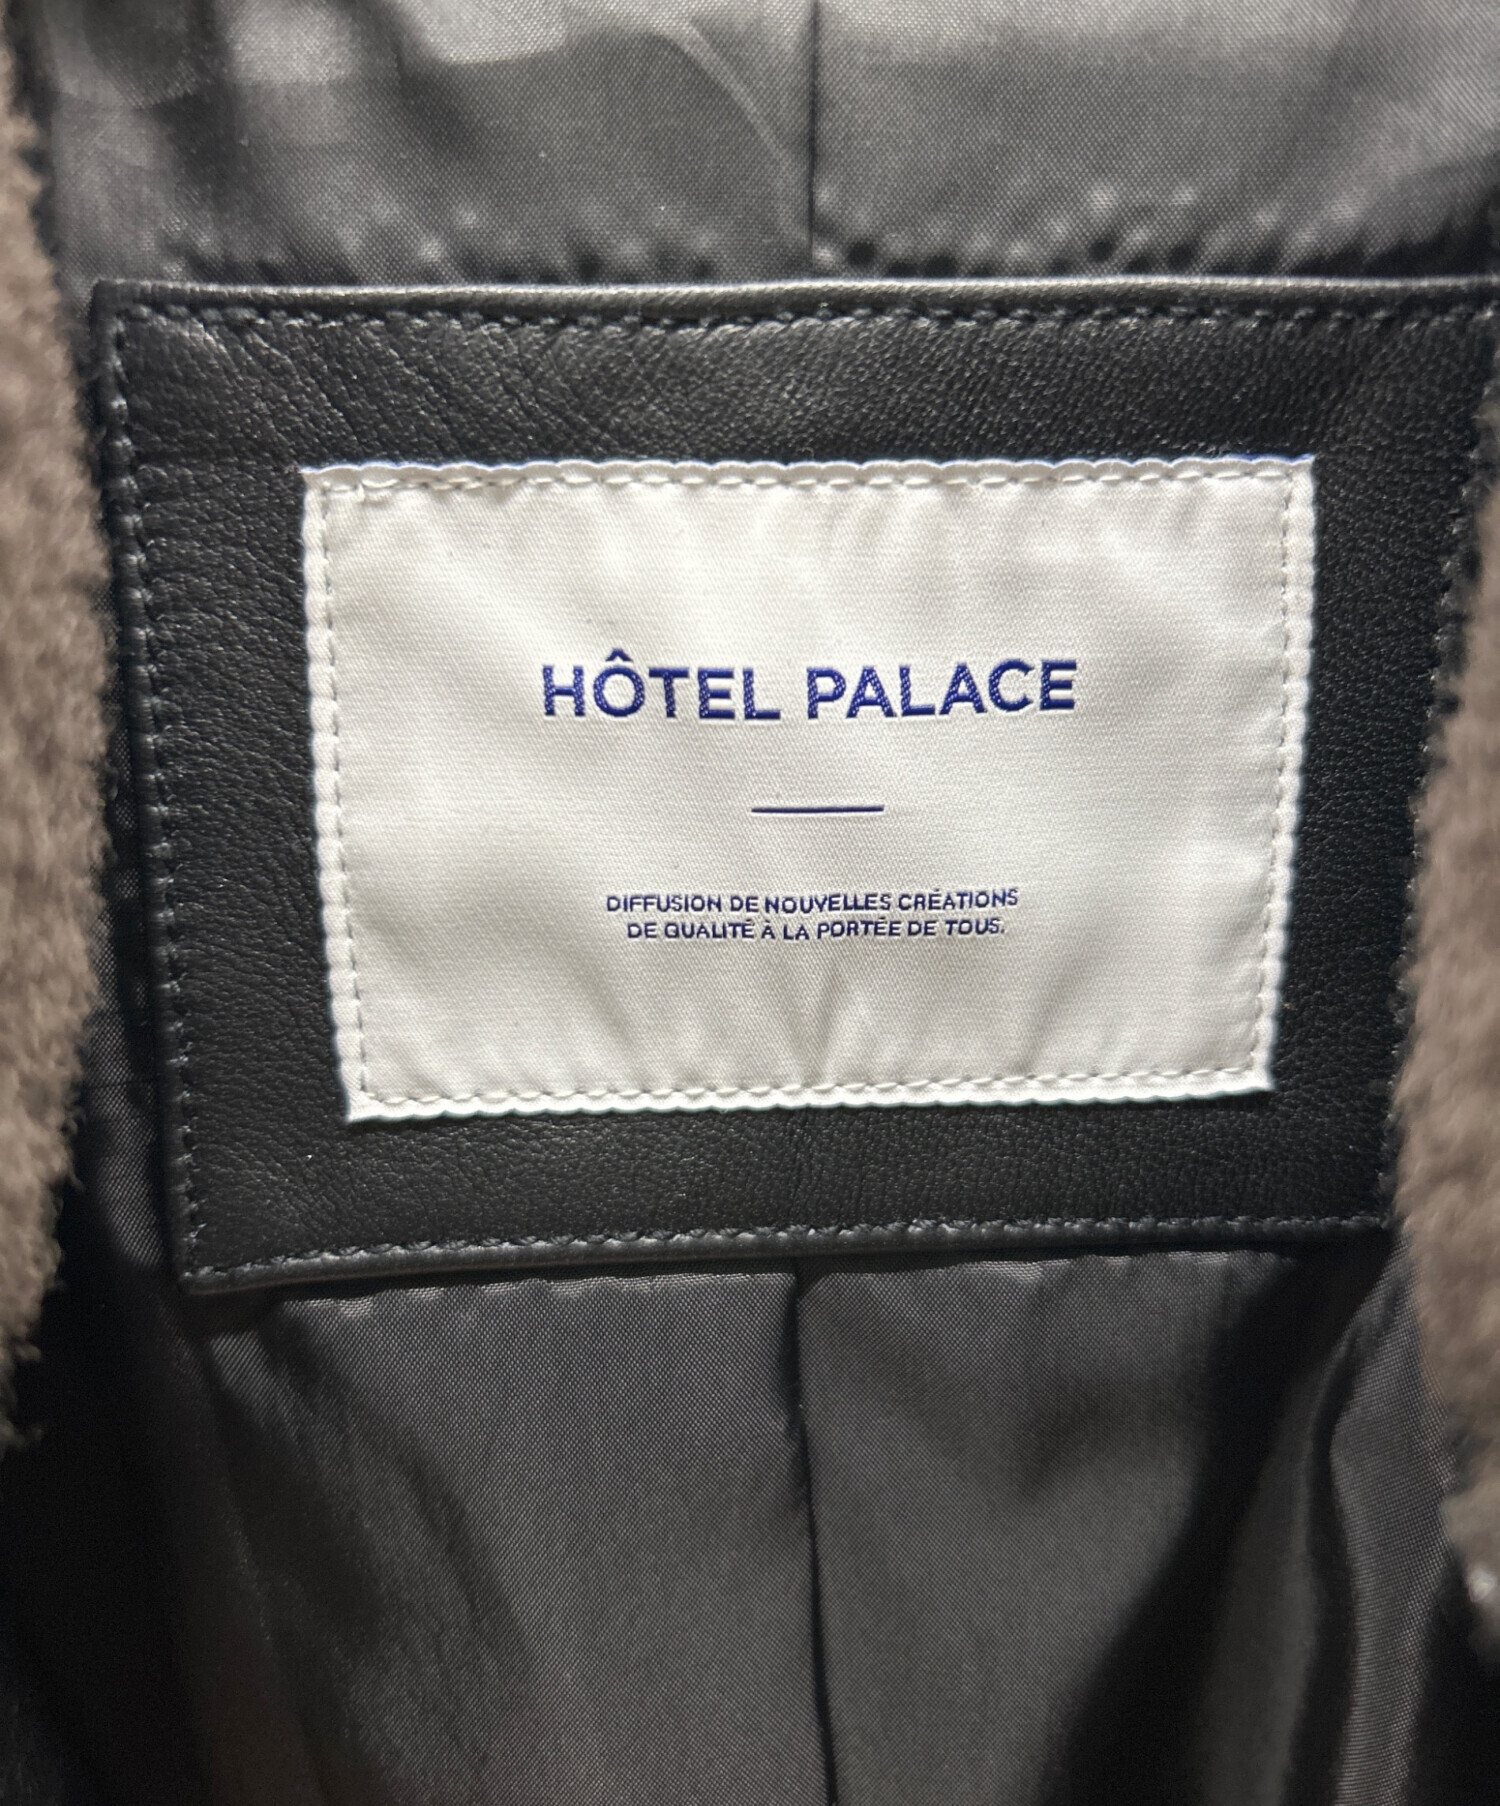 HÔTEL PALACE
DIFFUSION DE NOUVELLES CRÉATIONS
DE QUALITÉ À LA PORTÉE DE TOUS.